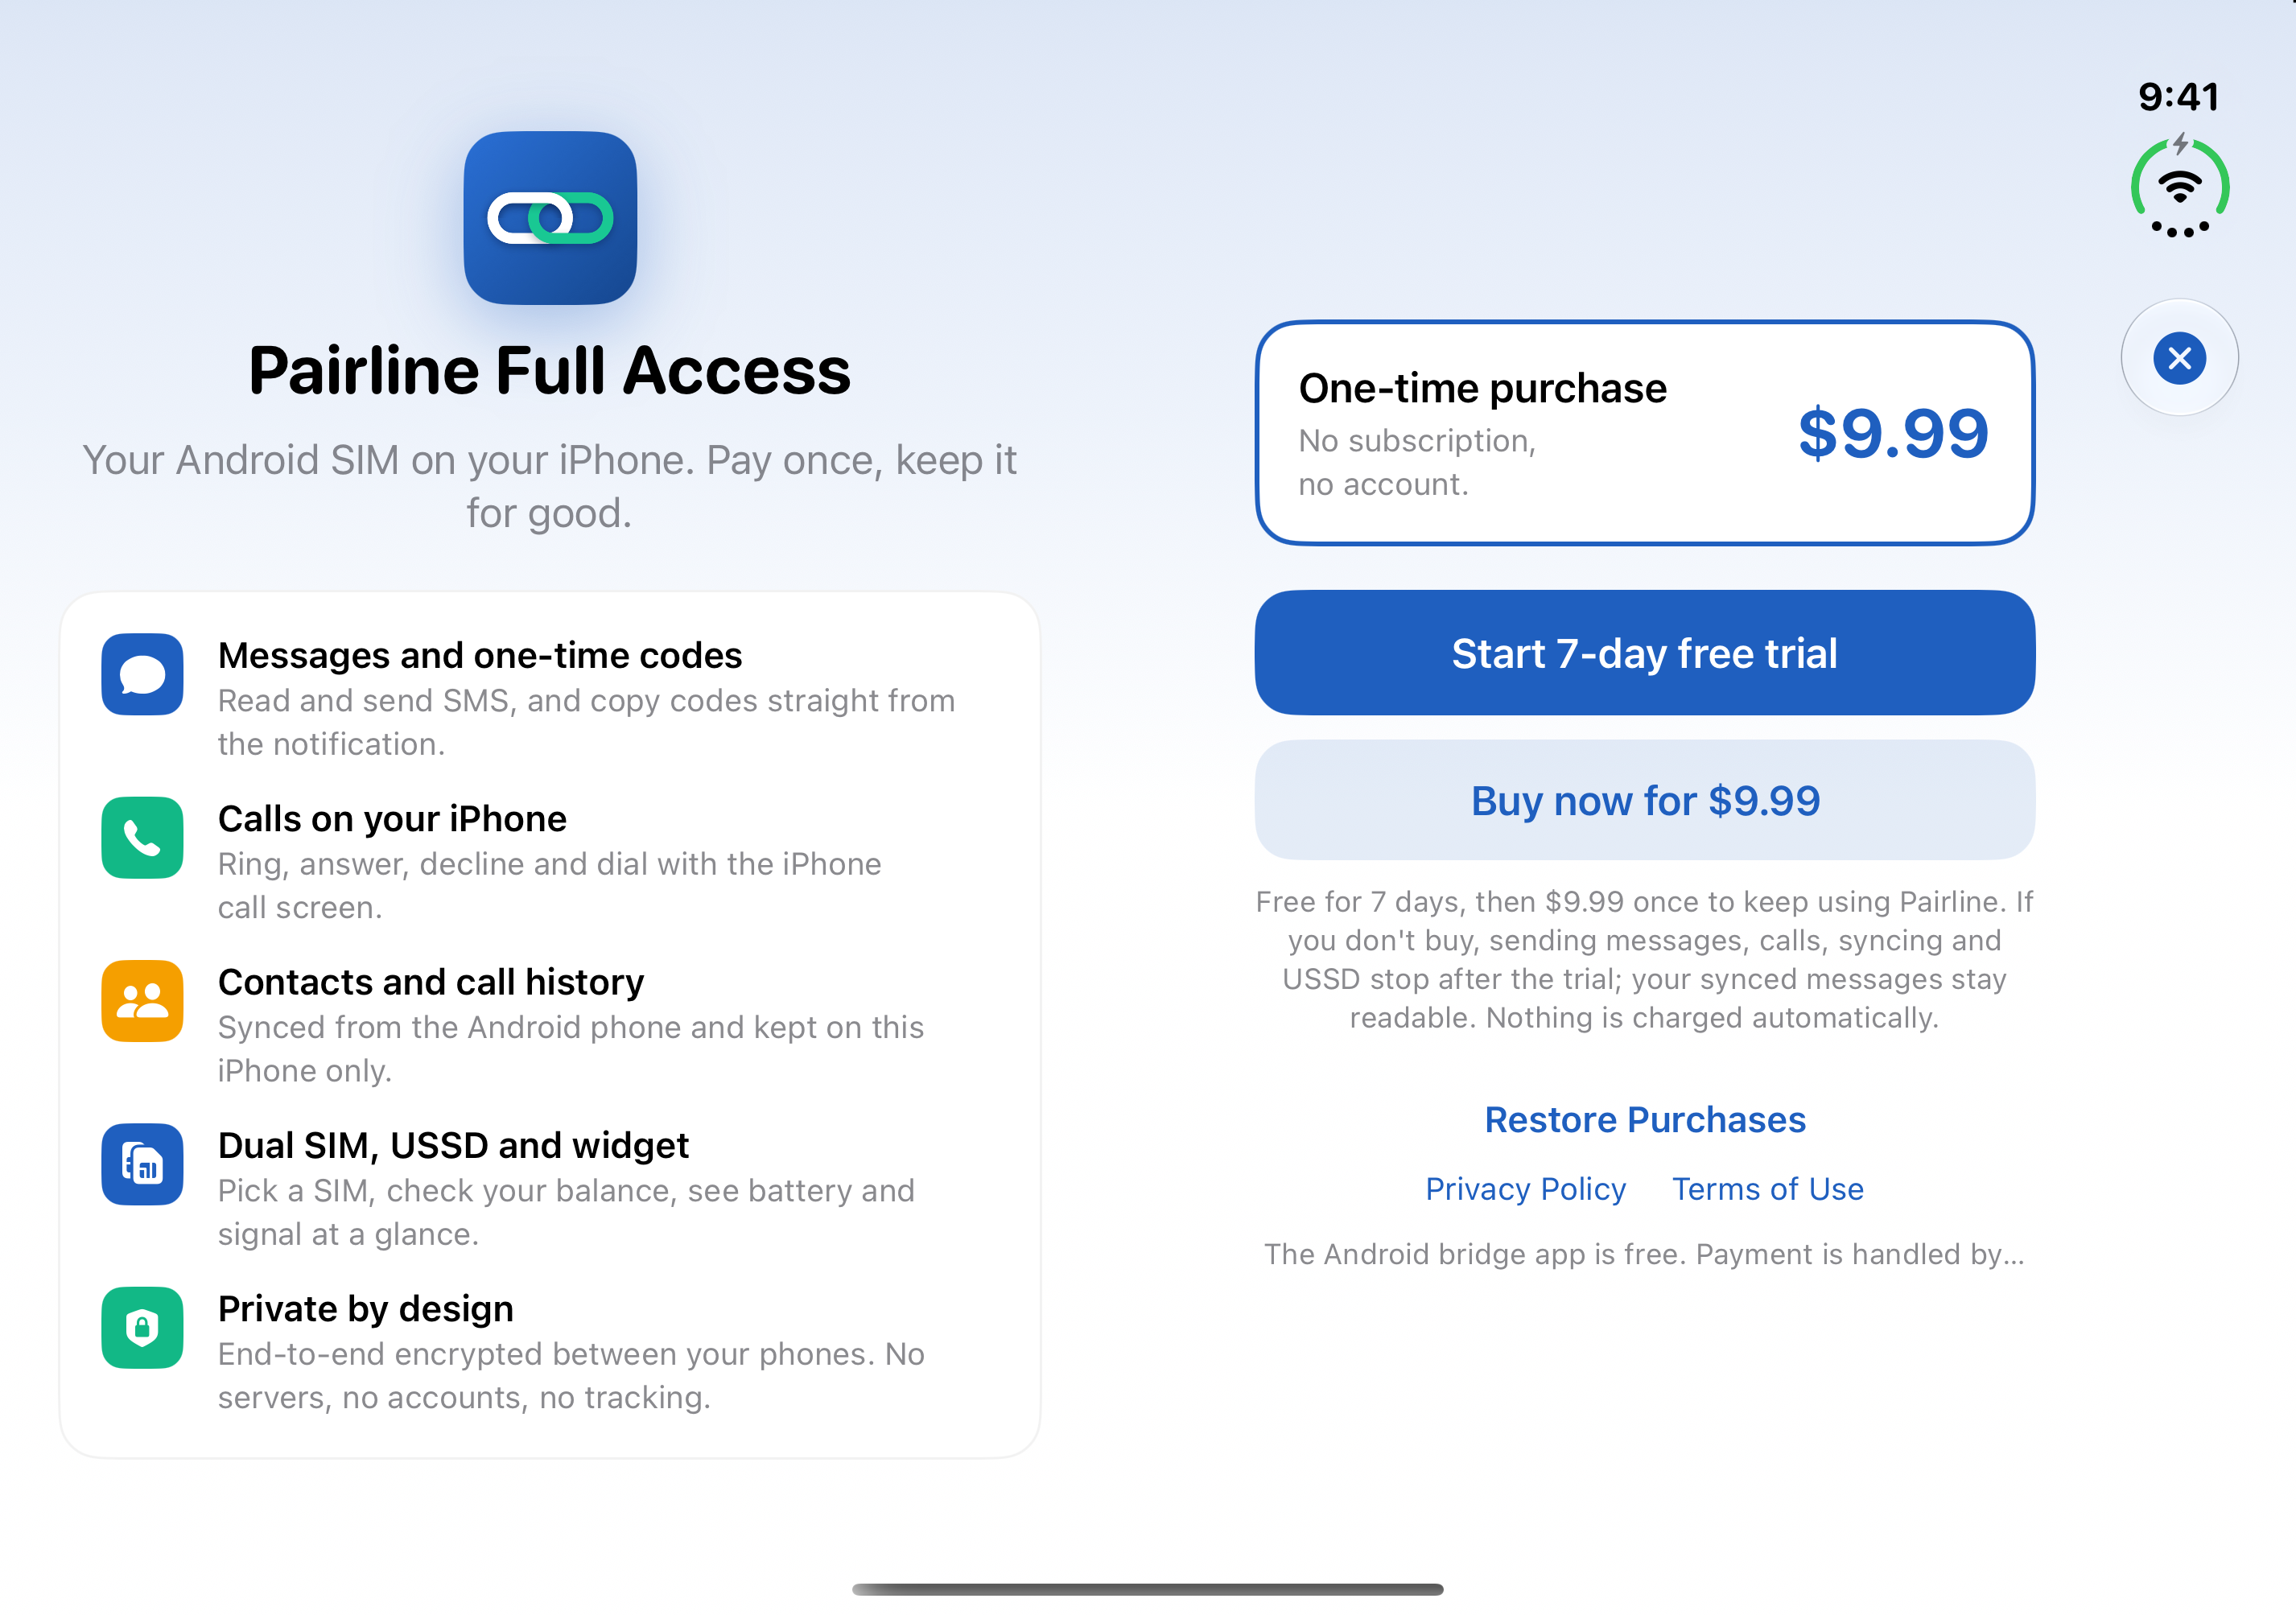 9:41
Pairline Full Access
Your Android SIM on your iPhone. Pay once, keep it
for good.
Messages and one-time codes
Read and send SMS, and copy codes straight from
the notification.
Calls on your iPhone
Ring, answer, decline and dial with the iPhone
call screen.
Contacts and call history
Synced from the Android phone and kept on this
iPhone only.
Dual SIM, USSD and widget
Pick a SIM, check your balance, see battery and
signal at a glance.
Private by design
End-to-end encrypted between your phones. No
servers, no accounts, no tracking.
One-time purchase
No subscription,
no account.
$9.99
Start 7-day free trial
Buy now for $9.99
Free for 7 days, then $9.99 once to keep using Pairline. If
you don't buy, sending messages, calls, syncing and
USSD stop after the trial; your synced messages stay
readable. Nothing is charged automatically.
Restore Purchases
Privacy Policy Terms of Use
The Android bridge app is free. Payment is handled by...